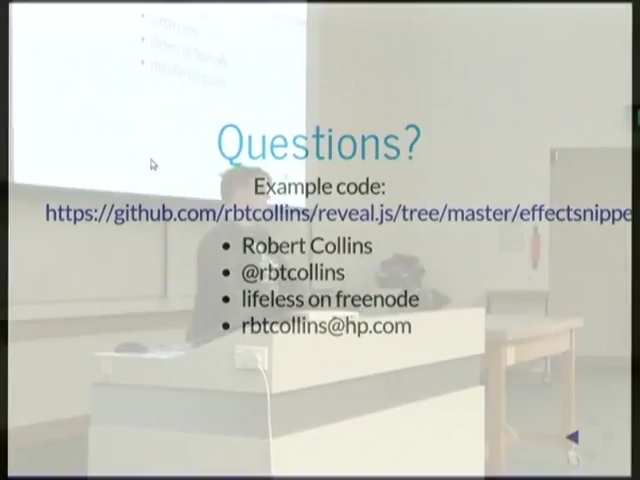 Questions?
Example code:
https://github.com/rbtcollins/reveal.js/tree/master/effectsnippe
Robert Collins
@rbtcollins
lifeless on freenode
rbtcollins@hp.com